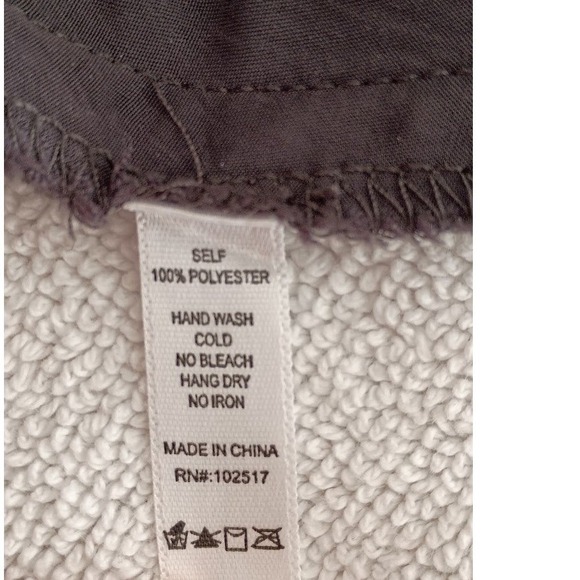 SELF
100% POLYESTER
HAND WASH
COLD
NO BLEACH
HANG DRY
NO IRON
MADE IN CHINA
RN#:102517